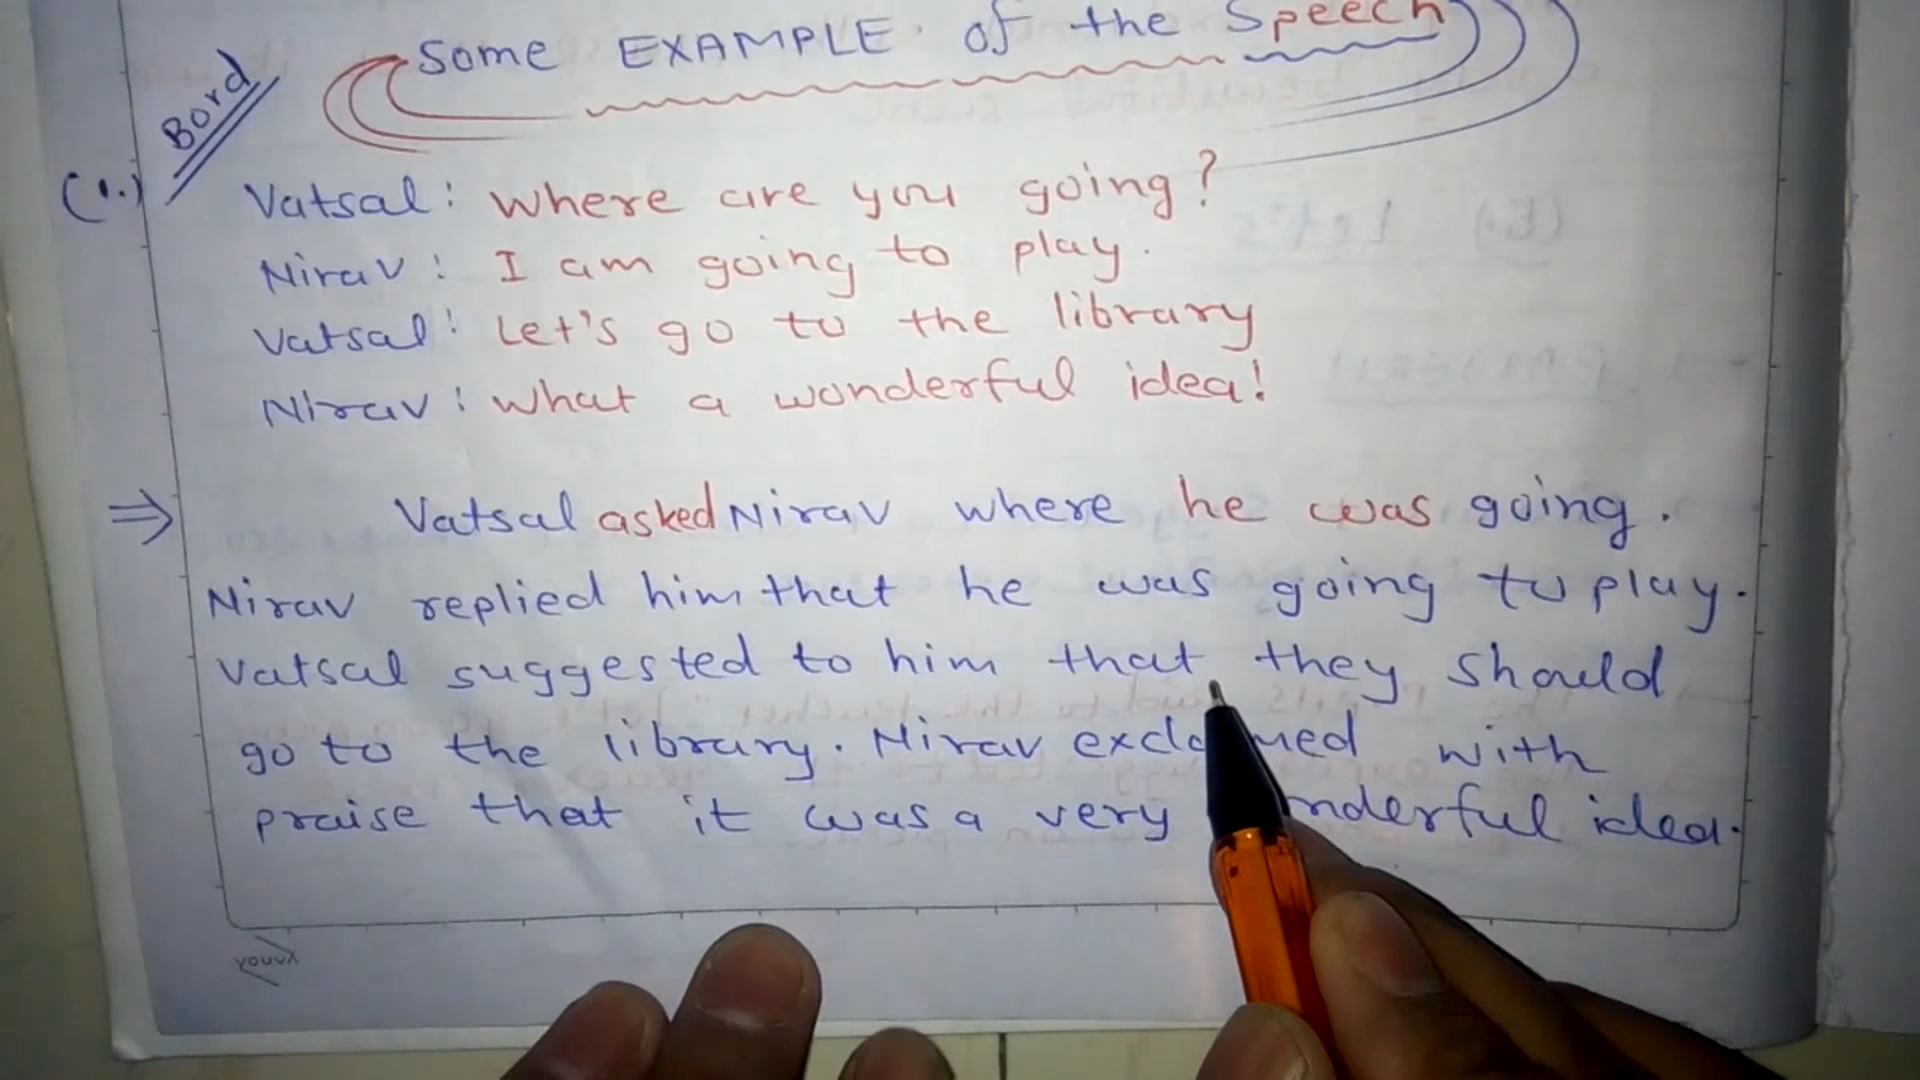 Some EXAMPLE of the Speech
Bord
(1.)
Vatsal: Where are you going?
Nirav: I am going to play.
Vatsal: Let's go to the library
Nirav: What a wonderful idea!
⇒ Vatsal asked Nirav where he was going.
Nirav replied him that he was going to play.
Vatsal suggested to him that they should
go to the library. Nirav with
praise that it was a very idea.
youva